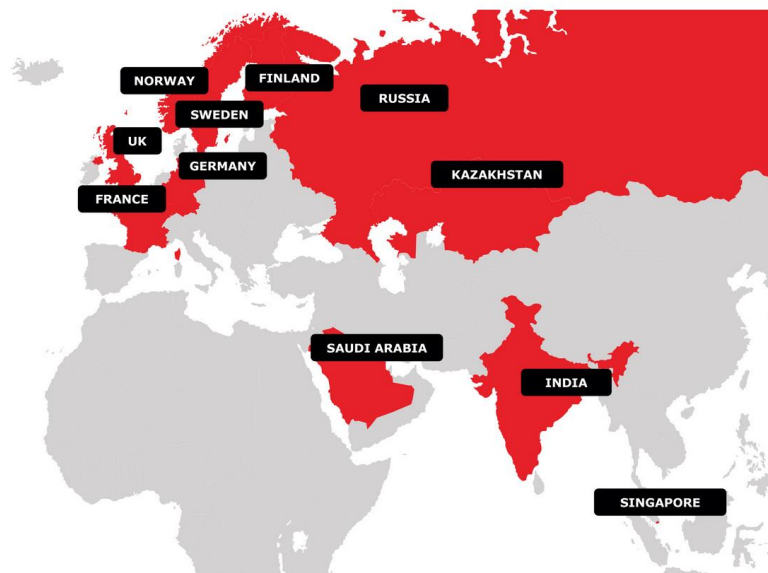 NORWAY
FINLAND
RUSSIA
SWEDEN
UK
GERMANY
KAZAKHSTAN
FRANCE
SAUDI ARABIA
INDIA
SINGAPORE